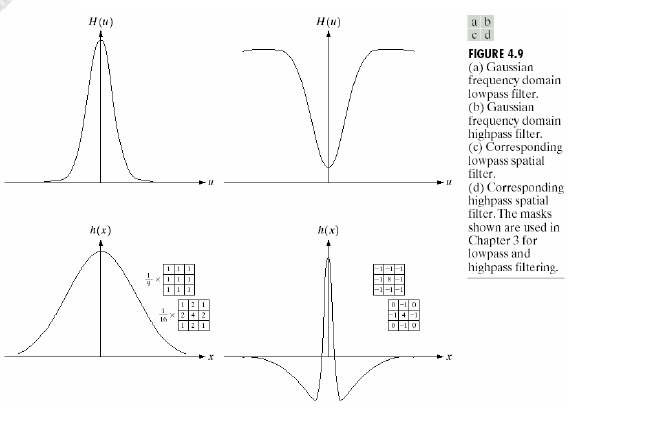 H(u)
u
H(u)
u
h(x)
1/9 ×
1 1 1
1 1 1
1 1 1
1/16 ×
1 2 1
2 4 2
1 2 1
x
h(x)
-1 -1 -1
-1 8 -1
-1 -1 -1
0 -1 0
-1 4 -1
0 -1 0
x
a b
c d
FIGURE 4.9
(a) Gaussian
frequency domain
lowpass filter.
(b) Gaussian
frequency domain
highpass filter.
(c) Corresponding
lowpass spatial
filter.
(d) Corresponding
highpass spatial
filter. The masks
shown are used in
Chapter 3 for
lowpass and
highpass filtering.